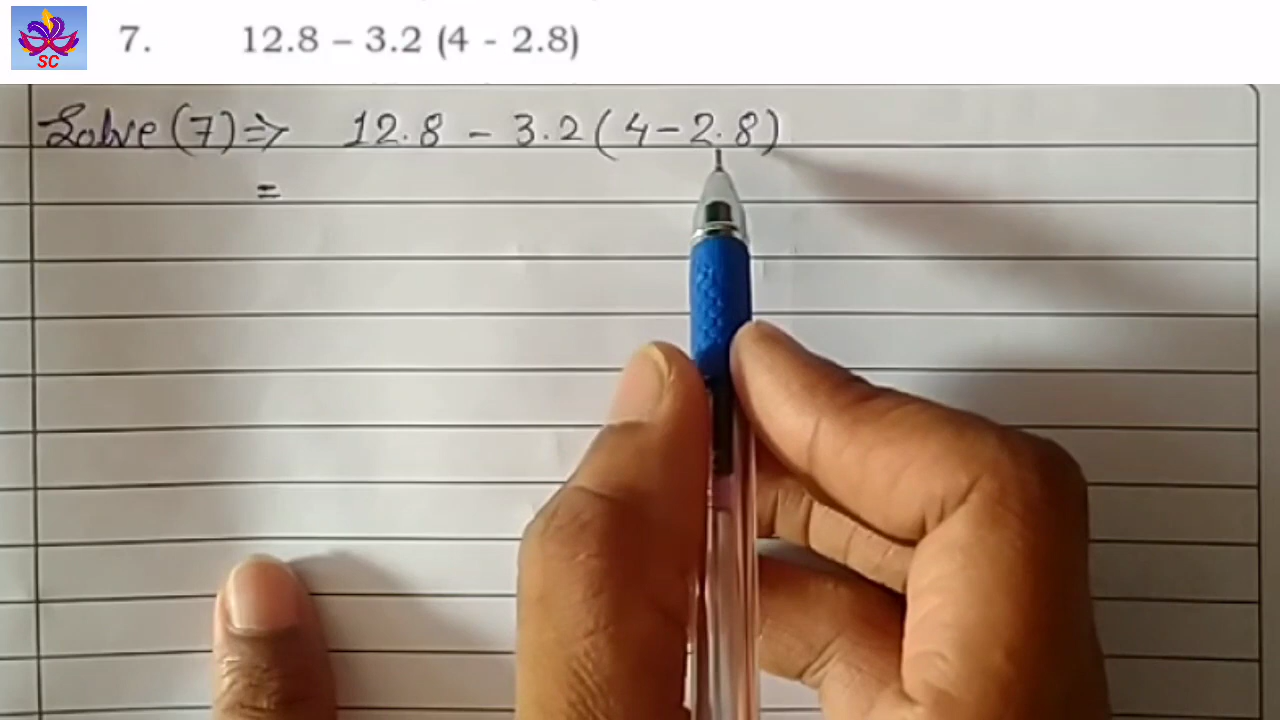 SC
7. 12.8 – 3.2 (4 - 2.8)
Solve (7) => 12.8 - 3.2 (4 - 2.8)
=